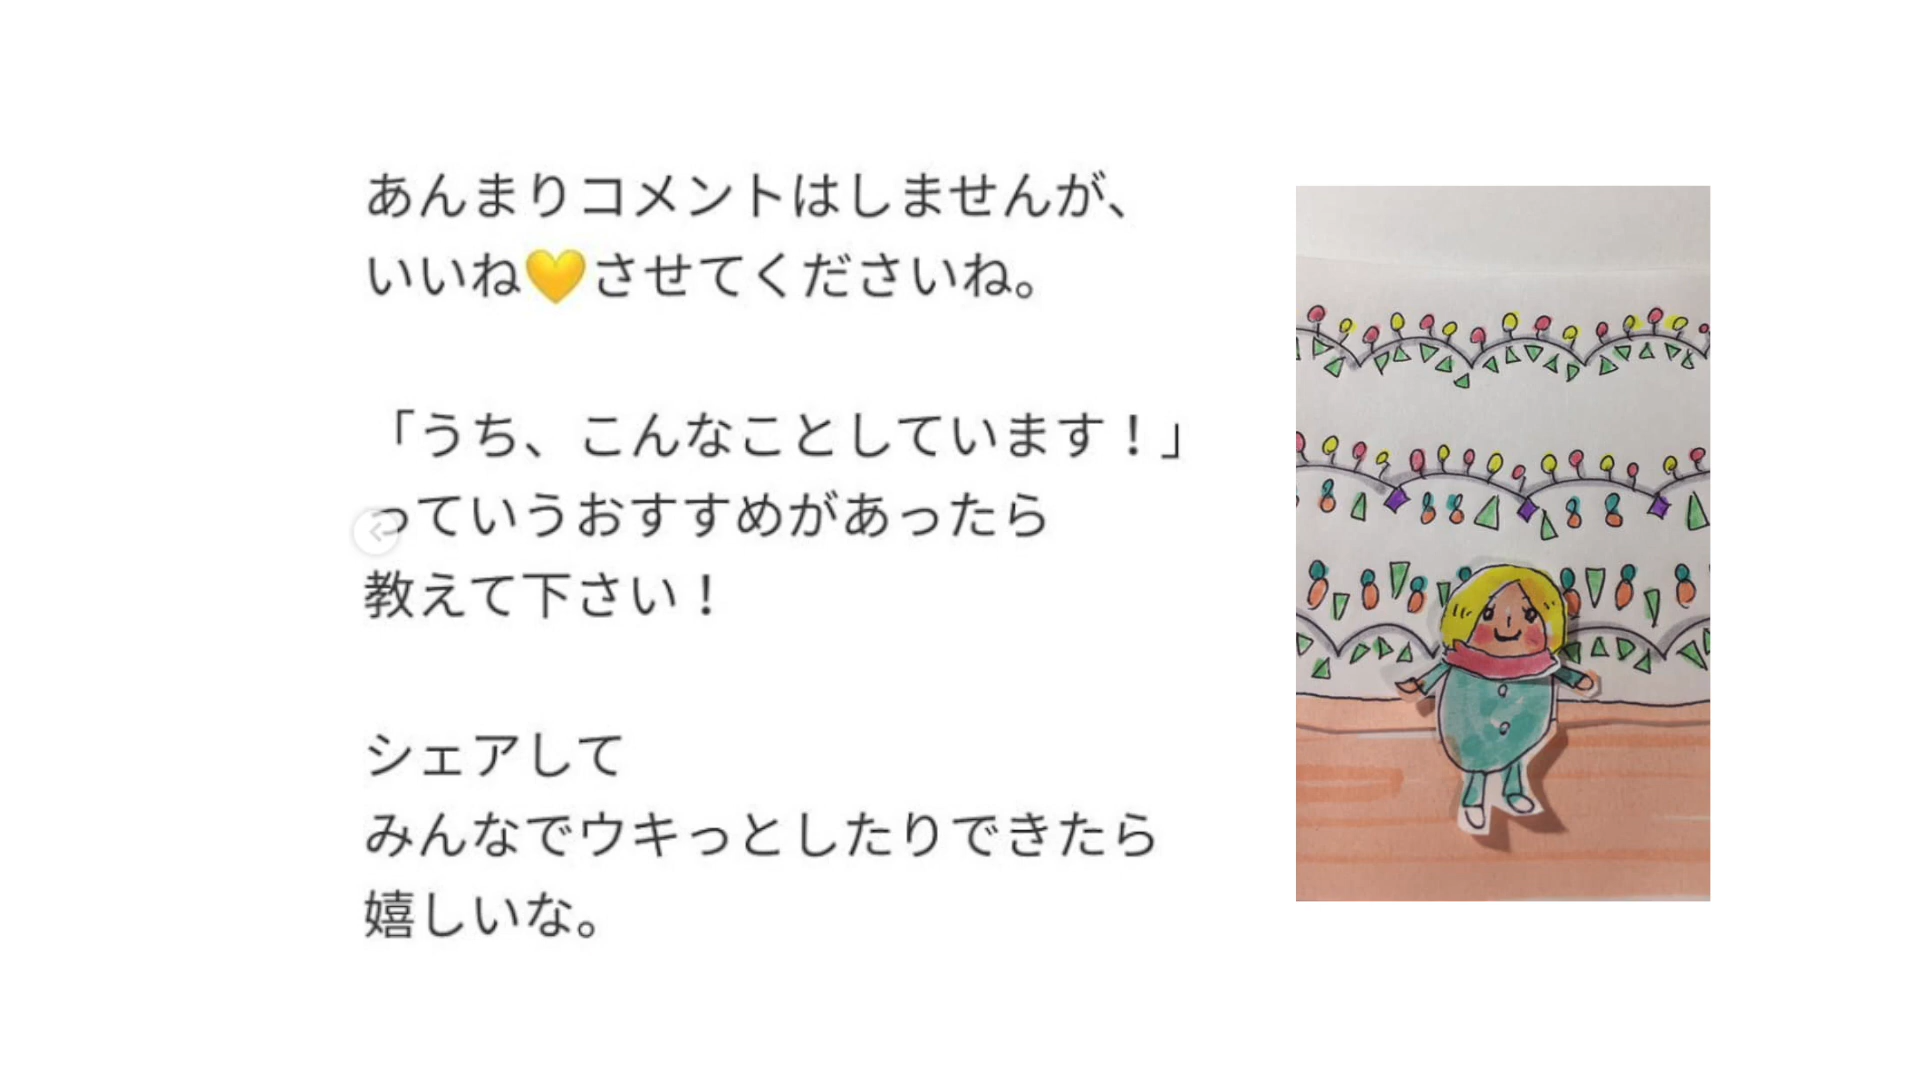 あんまりコメントはしませんが、
いいね💛させてくださいね。
「うち、こんなことしています！」
っていうおすすめがあったら
教えて下さい！
シェアして
みんなでウキっとしたりできたら
嬉しいな。